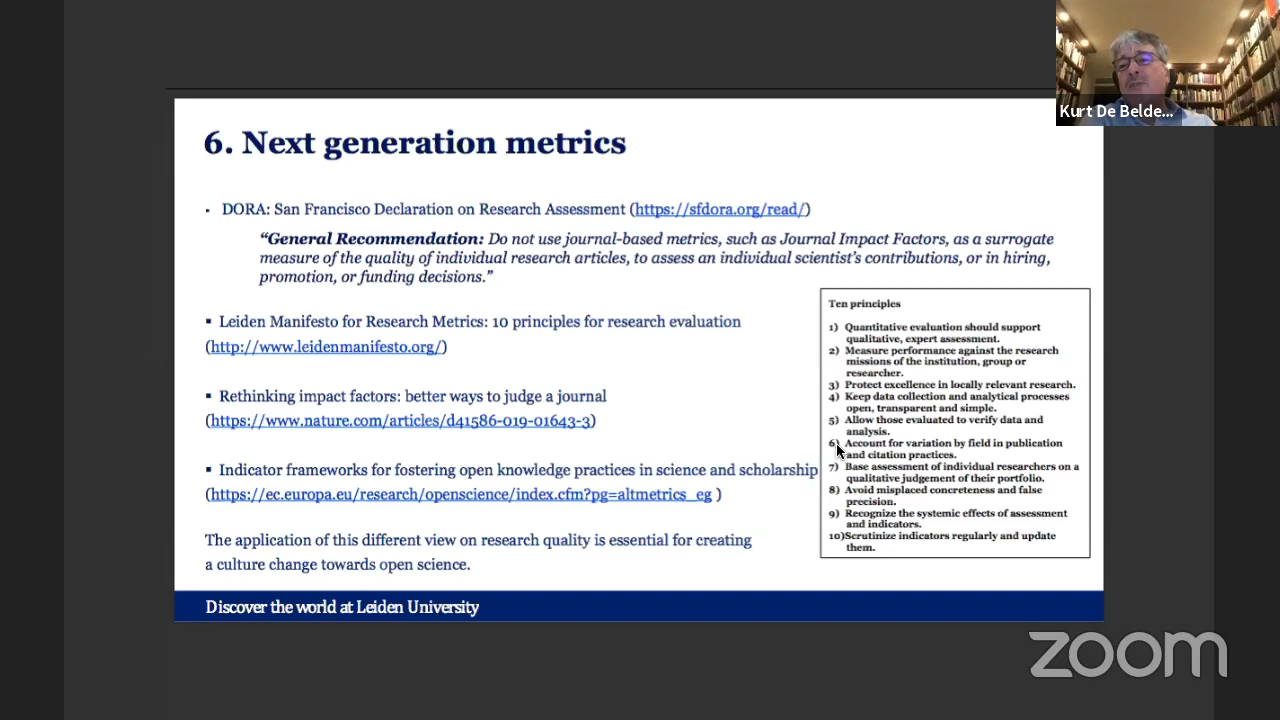 Kurt De Belde...
6. Next generation metrics
▪ DORA: San Francisco Declaration on Research Assessment (https://sfdora.org/read/)
“General Recommendation: Do not use journal-based metrics, such as Journal Impact Factors, as a surrogate
measure of the quality of individual research articles, to assess an individual scientist’s contributions, or in hiring,
promotion, or funding decisions.”
▪ Leiden Manifesto for Research Metrics: 10 principles for research evaluation
(http://www.leidenmanifesto.org/)
▪ Rethinking impact factors: better ways to judge a journal
(https://www.nature.com/articles/d41586-019-01643-3)
▪ Indicator frameworks for fostering open knowledge practices in science and scholarship
(https://ec.europa.eu/research/openscience/index.cfm?pg=altmetrics_eg )
The application of this different view on research quality is essential for creating
a culture change towards open science.
Ten principles
1) Quantitative evaluation should support
qualitative, expert assessment.
2) Measure performance against the research
missions of the institution, group or
researcher.
3) Protect excellence in locally relevant research.
4) Keep data collection and analytical processes
open, transparent and simple.
5) Allow those evaluated to verify data and
analysis.
6) Account for variation by field in publication
and citation practices.
7) Base assessment of individual researchers on a
qualitative judgement of their portfolio.
8) Avoid misplaced concreteness and false
precision.
9) Recognize the systemic effects of assessment
and indicators.
10)Scrutinize indicators regularly and update
them.
Discover the world at Leiden University
zoom